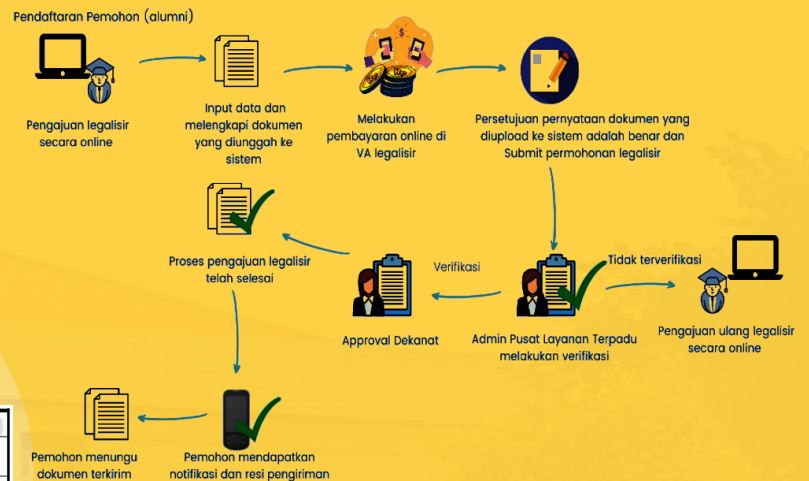 Pendaftaran Pemohon (alumni)
Pengajuan legalisir
secara online
Input data dan
melengkapi dokumen
yang diunggah ke
sistem
Melakukan
pembayaran online di
VA legalisir
Persetujuan pernyataan dokumen yang
diupload ke sistem adalah benar dan
Submit permohonan legalisir
Proses pengajuan legalisir
telah selesai
Verifikasi
Approval Dekanat
Admin Pusat Layanan Terpadu
melakukan verifikasi
Tidak terverifikasi
Pengajuan ulang legalisir
secara online
Pemohon menungu
dokumen terkirim
Pemohon mendapatkan
notifikasi dan resi pengiriman